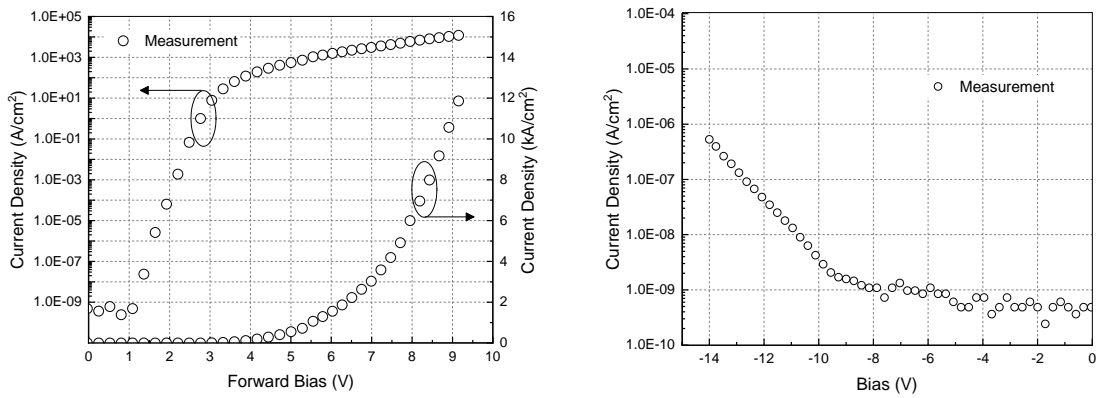 1.0E+05
1.0E+03
1.0E+01
1.0E-01
1.0E-03
1.0E-05
1.0E-07
1.0E-09
Current Density (A/cm²)
Measurement
16
14
12
10
8
6
4
2
0
Current Density (kA/cm²)
0 1 2 3 4 5 6 7 8 9 10
Forward Bias (V)
1.0E-04
1.0E-05
1.0E-06
1.0E-07
1.0E-08
1.0E-09
1.0E-10
Current Density (A/cm²)
Measurement
-14 -12 -10 -8 -6 -4 -2 0
Bias (V)